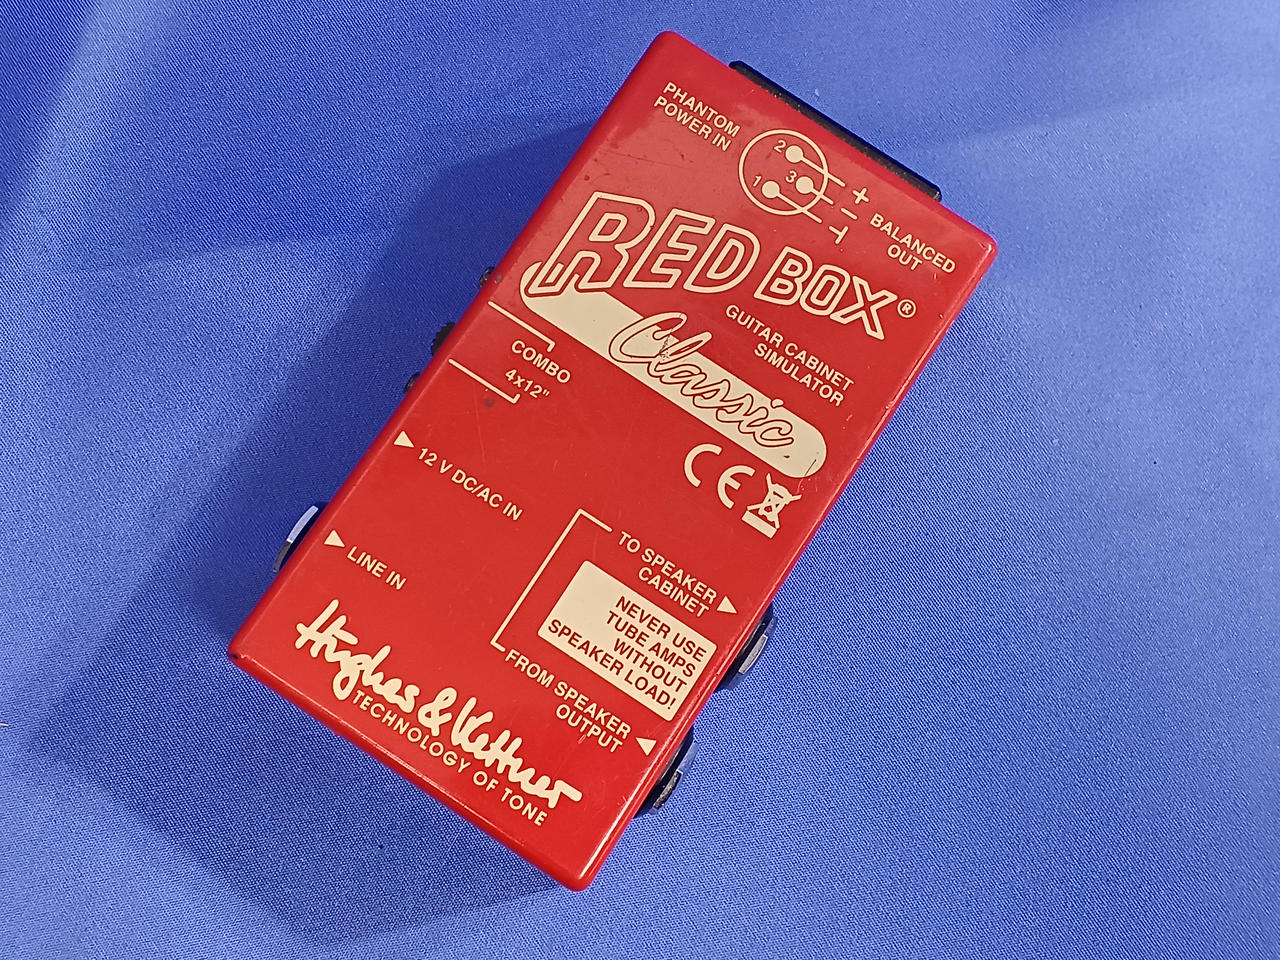 PHANTOM
POWER IN
2
3
1
+
−
BALANCED
OUT
RED BOX®
GUITAR CABINET
SIMULATOR
Classic
COMBO
4x12"
CE
12 V DC/AC IN
LINE IN
TO SPEAKER
CABINET
NEVER USE
TUBE AMPS
WITHOUT
SPEAKER LOAD!
FROM SPEAKER
OUTPUT
Hughes & Kettner
TECHNOLOGY OF TONE